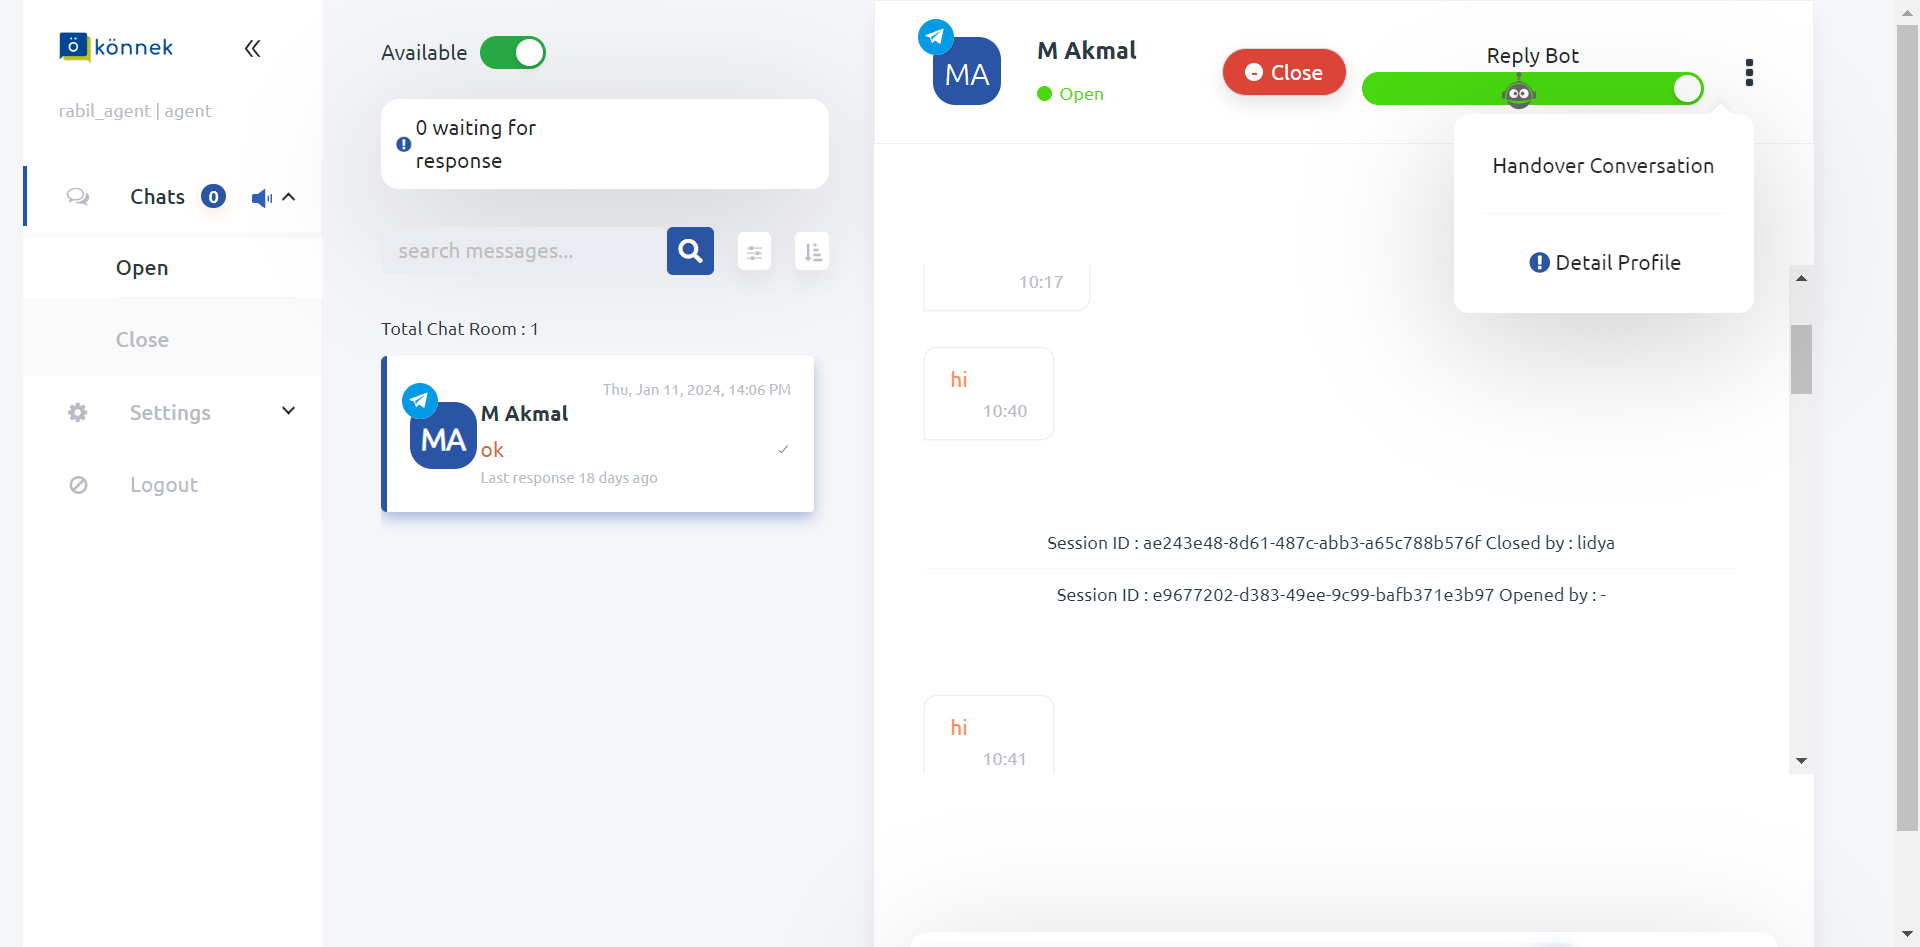 ö könnek
rabil_agent | agent
Chats 0
Open
Close
Settings
Logout
Available
0 waiting for
response
search messages...
Total Chat Room : 1
Thu, Jan 11, 2024, 14:06 PM
M Akmal
MA
ok
Last response 18 days ago
MA
M Akmal
Open
Close
Reply Bot
Handover Conversation
Detail Profile
10:17
hi
10:40
Session ID : ae243e48-8d61-487c-abb3-a65c788b576f Closed by : lidya
Session ID : e9677202-d383-49ee-9c99-bafb371e3b97 Opened by : -
hi
10:41